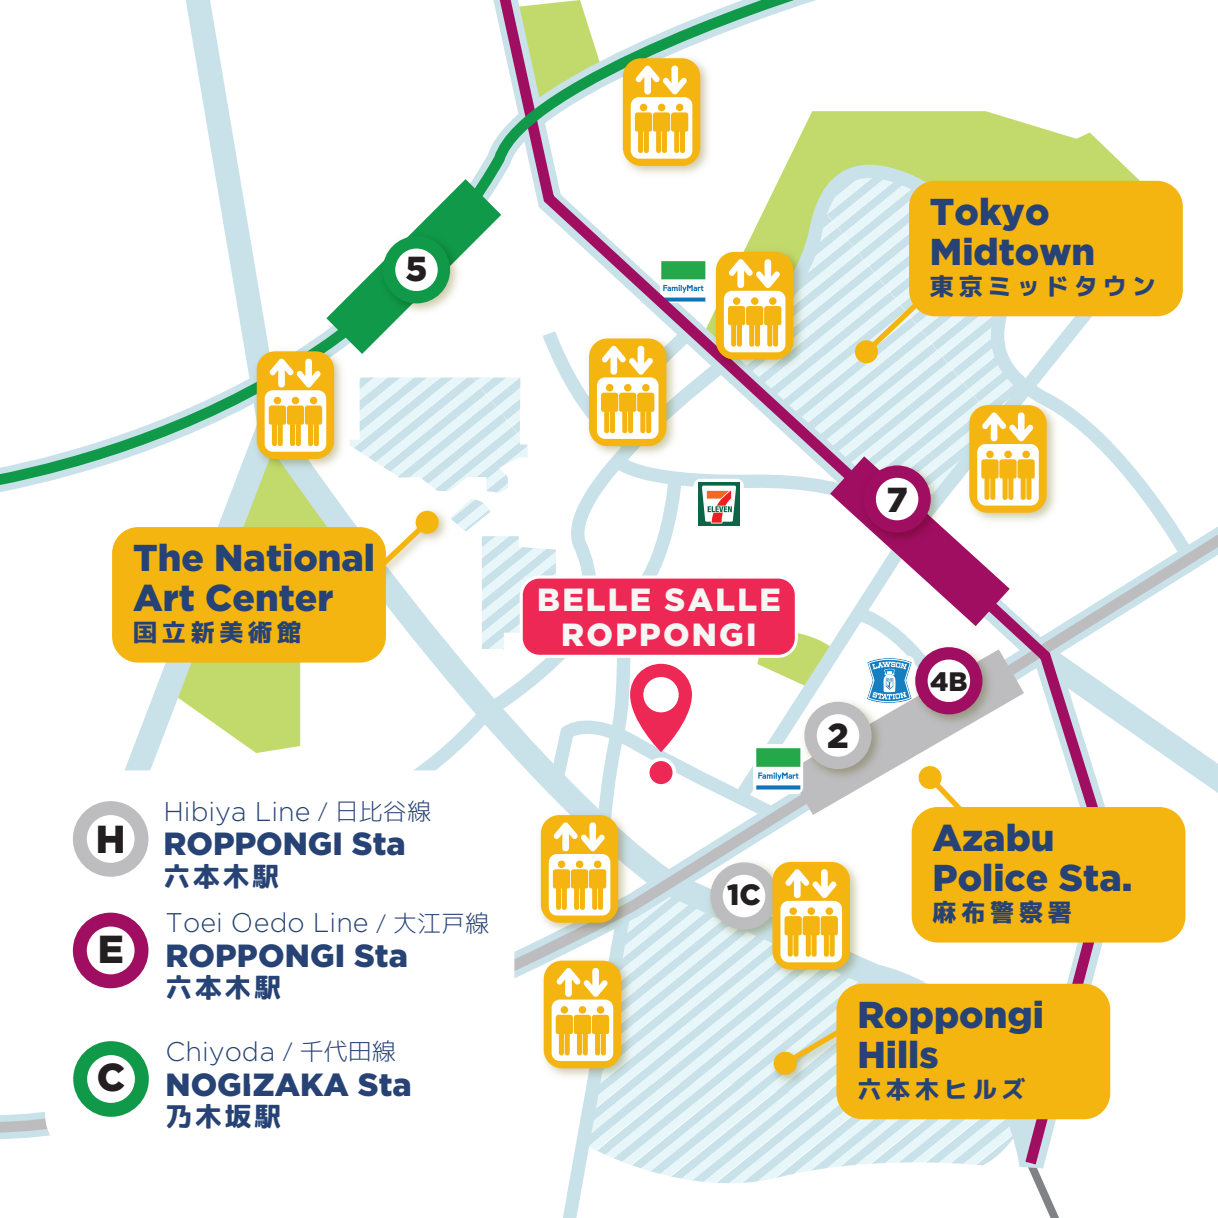 Tokyo
Midtown
東京ミッドタウン
5
FamilyMart
7
ELEVEN
7
The National
Art Center
国立新美術館
BELLE SALLE
ROPPONGI
LAWSON
STATION
4B
2
FamilyMart
Azabu
Police Sta.
麻布警察署
1C
Roppongi
Hills
六本木ヒルズ
H
Hibiya Line / 日比谷線
ROPPONGI Sta
六本木駅
E
Toei Oedo Line / 大江戸線
ROPPONGI Sta
六本木駅
C
Chiyoda / 千代田線
NOGIZAKA Sta
乃木坂駅